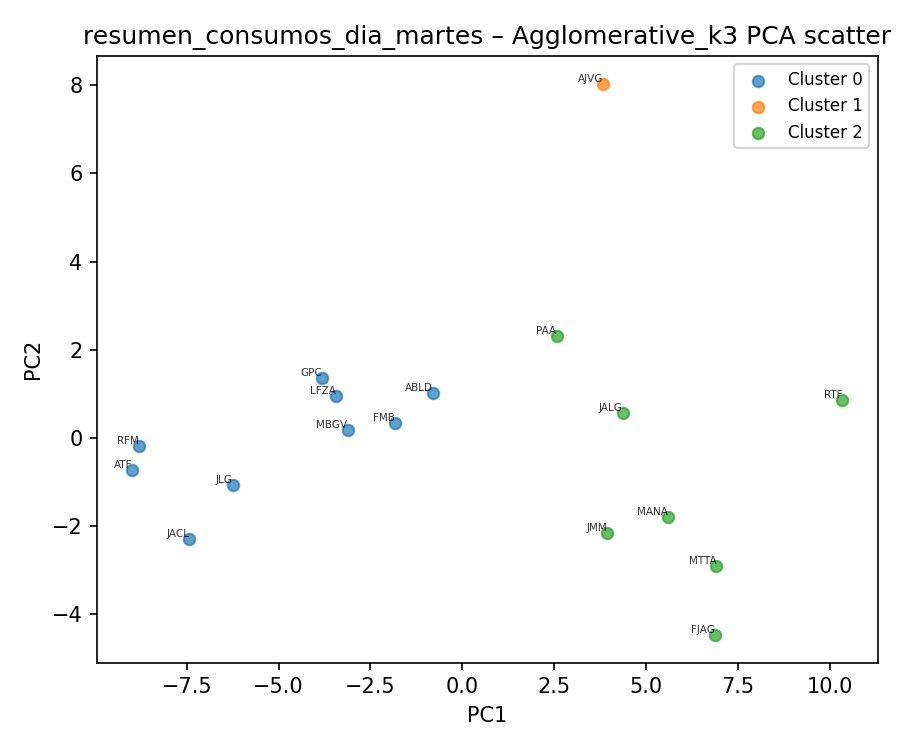 resumen_consumos_dia_martes – Agglomerative_k3 PCA scatter
Cluster 0
Cluster 1
Cluster 2
AJVG
PAA
GPC
LFZA
ABLD
RTF
JALG
FMB
MBGV
RFM
ATF
JLG
JACL
MANA
JMM
MTTA
FJAG
8
6
4
2
0
−2
−4
PC2
−7.5
−5.0
−2.5
0.0
2.5
5.0
7.5
10.0
PC1